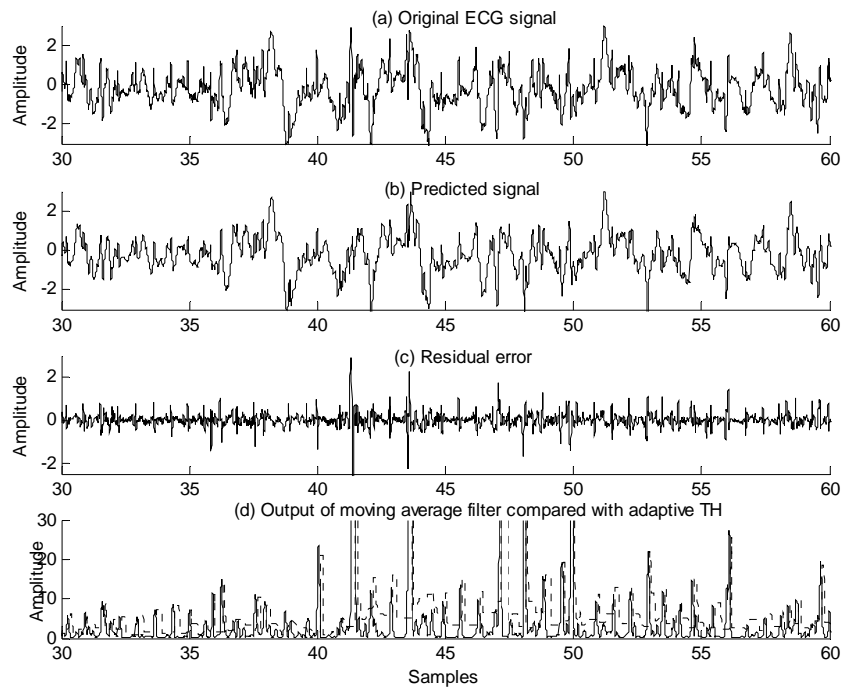 (a) Original ECG signal
Amplitude
2
0
-2
30 35 40 45 50 55 60
(b) Predicted signal
Amplitude
2
0
-2
30 35 40 45 50 55 60
(c) Residual error
Amplitude
2
0
-2
30 35 40 45 50 55 60
(d) Output of moving average filter compared with adaptive TH
Amplitude
30
20
10
0
30 35 40 45 50 55 60
Samples